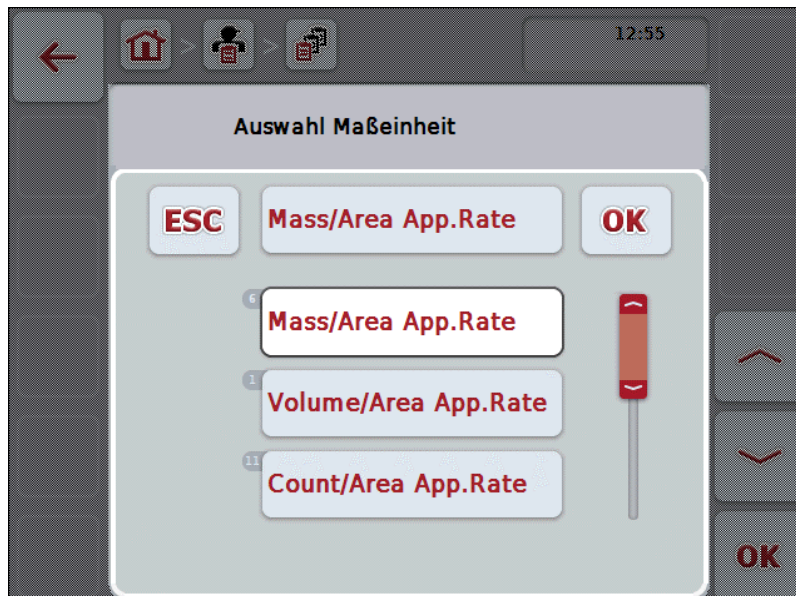 12:55
Auswahl Maßeinheit
ESC
Mass/Area App.Rate
OK
6
Mass/Area App.Rate
1
Volume/Area App.Rate
11
Count/Area App.Rate
OK